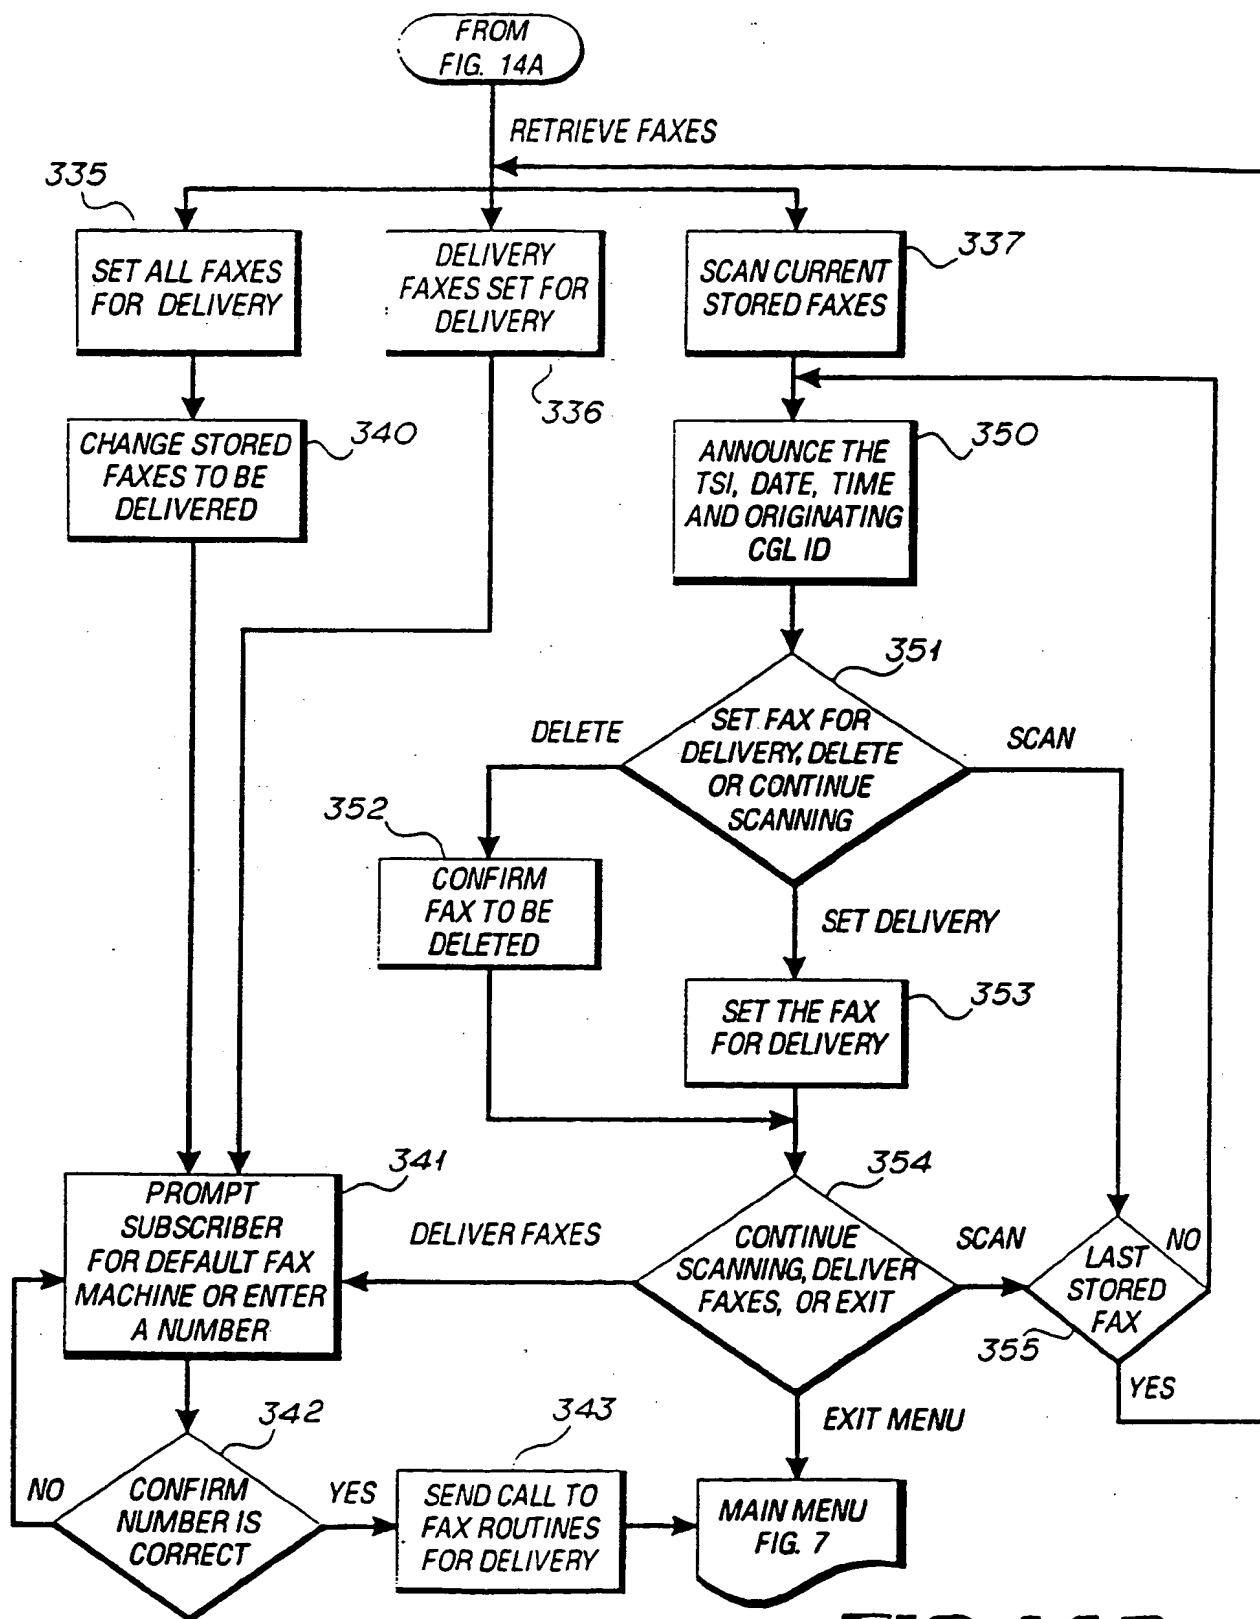 FROM
FIG. 14A
RETRIEVE FAXES
335
SET ALL FAXES
FOR DELIVERY
DELIVERY
FAXES SET FOR
DELIVERY
336
SCAN CURRENT
STORED FAXES
337
CHANGE STORED
FAXES TO BE
DELIVERED
340
ANNOUNCE THE
TSI, DATE, TIME
AND ORIGINATING
CGL ID
350
351
SET FAX FOR
DELIVERY, DELETE
OR CONTINUE
SCANNING
DELETE
SCAN
352
CONFIRM
FAX TO BE
DELETED
SET DELIVERY
SET THE FAX
FOR DELIVERY
353
341
PROMPT
SUBSCRIBER
FOR DEFAULT FAX
MACHINE OR ENTER
A NUMBER
DELIVER FAXES
354
CONTINUE
SCANNING, DELIVER
FAXES, OR EXIT
SCAN
LAST
STORED
FAX
NO
355
YES
EXIT MENU
342
CONFIRM
NUMBER IS
CORRECT
NO
YES
343
SEND CALL TO
FAX ROUTINES
FOR DELIVERY
MAIN MENU
FIG. 7